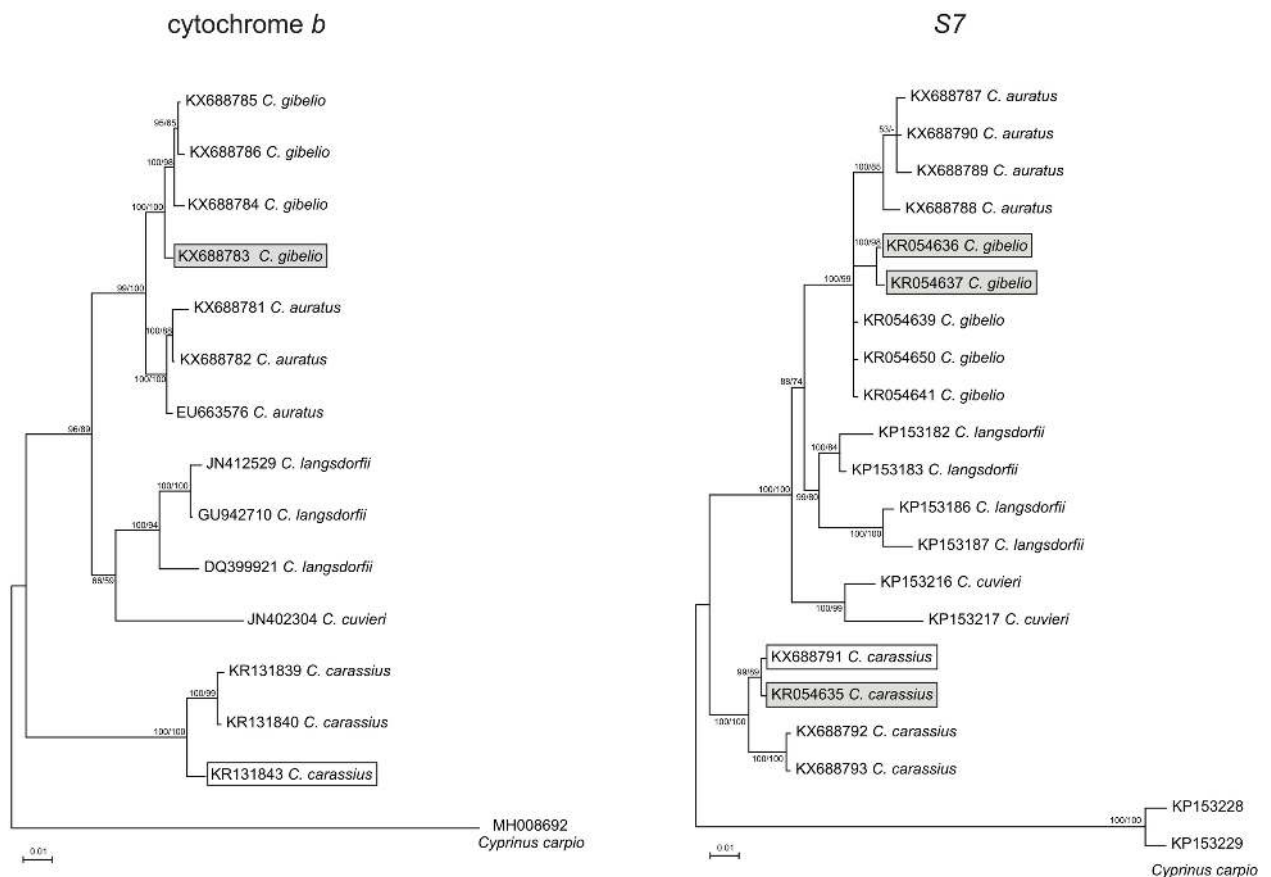 cytochrome b
KX688785 C. gibelio
95/85
KX688786 C. gibelio
100/98
KX688784 C. gibelio
100/100
KX688783 C. gibelio
99/100
KX688781 C. auratus
100/88
KX688782 C. auratus
100/100
EU663576 C. auratus
96/89
JN412529 C. langsdorfii
100/100
GU942710 C. langsdorfii
100/94
DQ399921 C. langsdorfii
88/59
JN402304 C. cuvieri
KR131839 C. carassius
100/99
KR131840 C. carassius
100/100
KR131843 C. carassius
MH008692
Cyprinus carpio
0.01
S7
KX688787 C. auratus
53/-
KX688790 C. auratus
100/85
KX688789 C. auratus
KX688788 C. auratus
100/98
KR054636 C. gibelio
100/99
KR054637 C. gibelio
KR054639 C. gibelio
KR054650 C. gibelio
88/74
KR054641 C. gibelio
KP153182 C. langsdorfii
100/84
KP153183 C. langsdorfii
100/100
99/80
KP153186 C. langsdorfii
100/100
KP153187 C. langsdorfii
KP153216 C. cuvieri
100/99
KP153217 C. cuvieri
KX688791 C. carassius
99/69
KR054635 C. carassius
100/100
KX688792 C. carassius
100/100
KX688793 C. carassius
KP153228
100/100
KP153229
Cyprinus carpio
0.01